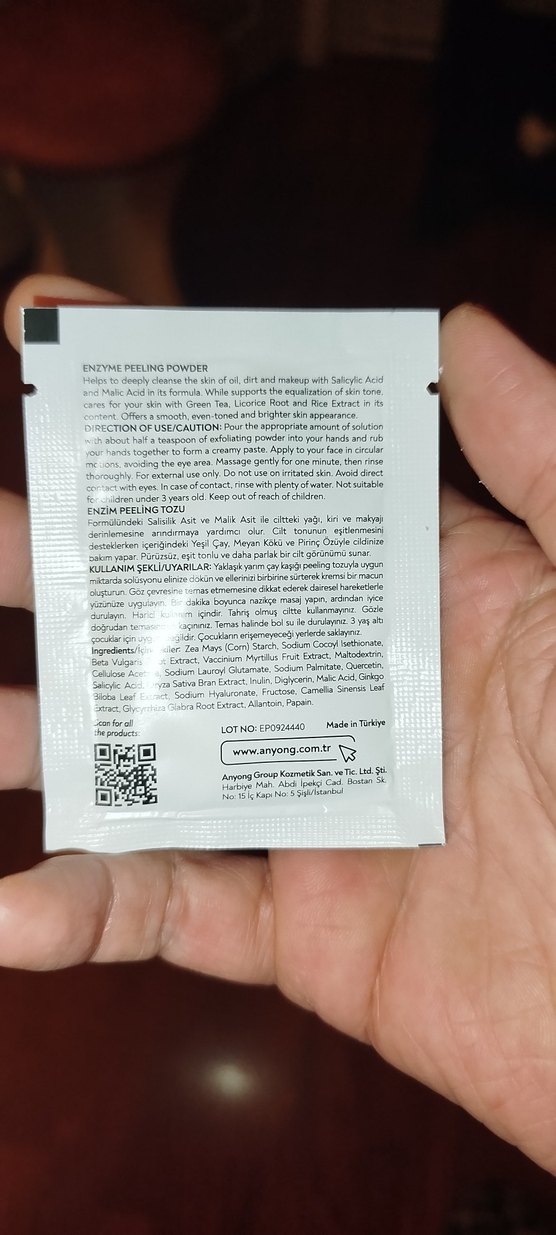 ENZYME PEELING POWDER
Helps to deeply cleanse the skin of oil, dirt and makeup with Salicylic Acid
and Malic Acid in its formula. While supports the equalization of skin tone,
cares for your skin with Green Tea, Licorice Root and Rice Extract in its
content. Offers a smooth, even-toned and brighter skin appearance.
DIRECTION OF USE/CAUTION: Pour the appropriate amount of solution
with about half a teaspoon of exfoliating powder into your hands and rub
your hands together to form a creamy paste. Apply to your face in circular
motions, avoiding the eye area. Massage gently for one minute, then rinse
thoroughly. For external use only. Do not use on irritated skin. Avoid direct
contact with eyes. In case of contact, rinse with plenty of water. Not suitable
for children under 3 years old. Keep out of reach of children.
ENZİM PEELİNG TOZU
Formülündeki Salisilik Asit ve Malik Asit ile ciltteki yağı, kiri ve makyajı
derinlemesine arındırmaya yardımcı olur. Cilt tonunun eşitlenmesini
desteklerken içeriğindeki Yeşil Çay, Meyan Kökü ve Pirinç Özüyle cildinize
bakım yapar. Pürüzsüz, eşit tonlu ve daha parlak bir cilt görünümü sunar.
KULLANIM ŞEKLİ/UYARILAR: Yaklaşık yarım çay kaşığı peeling tozuyla uygun
miktarda solüsyonu elinize dökün ve ellerinizi birbirine sürterek kremsi bir macun
oluşturun. Göz çevresine temas etmemesine dikkat ederek dairesel hareketlerle
yüzünüze uygulayın. Bir dakika boyunca nazikçe masaj yapın, ardından iyice
durulayın. Harici kullanım içindir. Tahriş olmuş ciltte kullanmayınız. Gözle
doğrudan temasından kaçınınız. Temas halinde bol su ile durulayınız. 3 yaş altı
çocuklar için uygun değildir. Çocukların erişemeyeceği yerlerde saklayınız.
Ingredients/İçindekiler: Zea Mays (Corn) Starch, Sodium Cocoyl Isethionate,
Beta Vulgaris Root Extract, Vaccinium Myrtillus Fruit Extract, Maltodextrin,
Cellulose Acetate, Sodium Lauroyl Glutamate, Sodium Palmitate, Quercetin,
Salicylic Acid, Oryza Sativa Bran Extract, Inulin, Diglycerin, Malic Acid, Ginkgo
Biloba Leaf Extract, Sodium Hyaluronate, Fructose, Camellia Sinensis Leaf
Extract, Glycyrrhiza Glabra Root Extract, Allantoin, Papain.
Scan for all
the products:
LOT NO: EP0924440 Made in Türkiye
www.anyong.com.tr
Anyong Group Kozmetik San. ve Tic. Ltd. Şti.
Harbiye Mah. Abdi İpekçi Cad. Bostan Sk.
No: 15 İç Kapı No: 5 Şişli/İstanbul